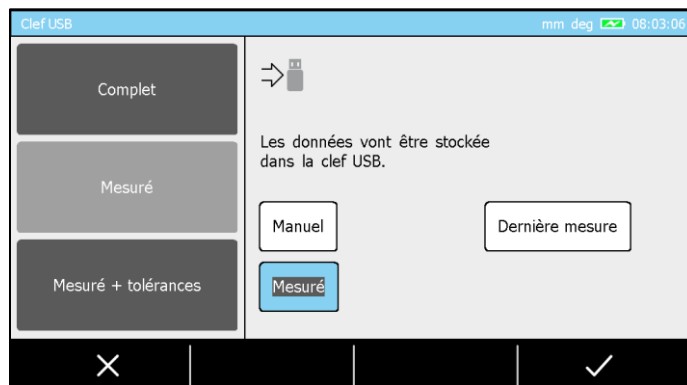 Clef USB
mm deg 08:03:06
Complet
Mesuré
Mesuré + tolérances
Les données vont être stockée
dans la clef USB.
Manuel
Dernière mesure
Mesuré